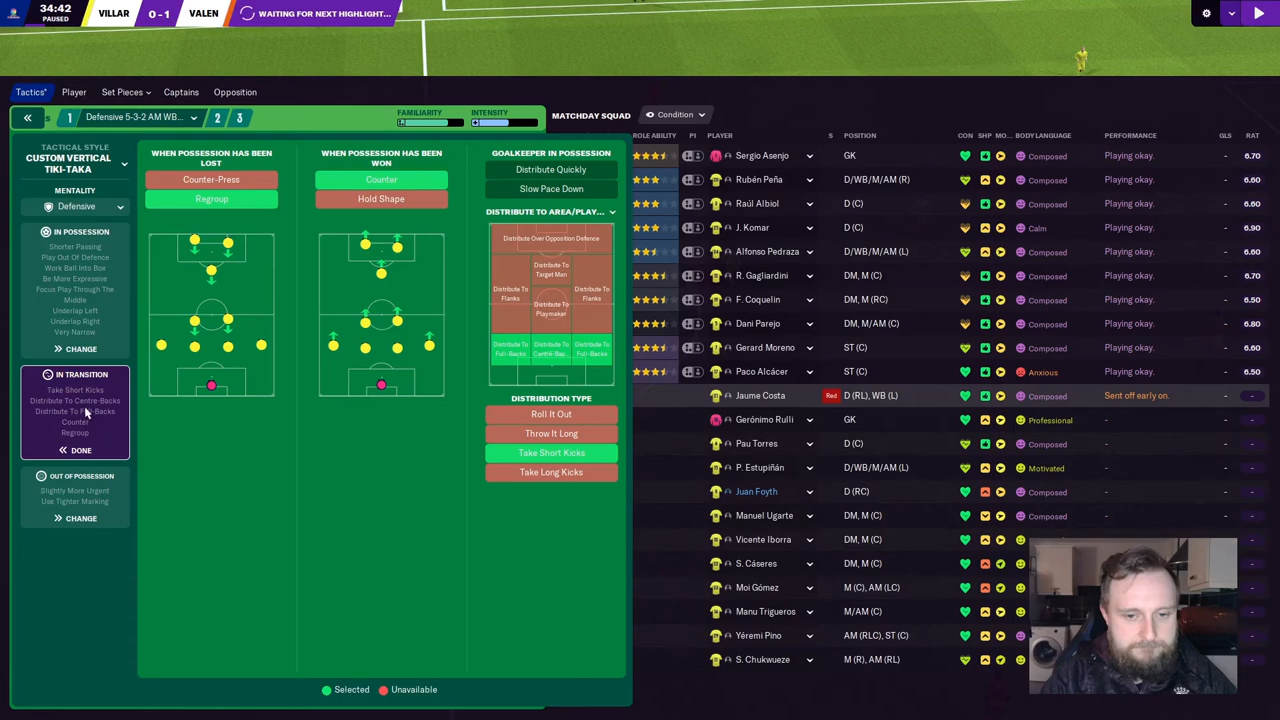 34:42
PAUSED
VILLAR 0 - 1 VALEN
WAITING FOR NEXT HIGHLIGHT...
Tactics* Player Set Pieces Captains Opposition
S 1 Defensive 5-3-2 AM WB... 2 3
FAMILIARITY
INTENSITY
MATCHDAY SQUAD Condition
TACTICAL STYLE
CUSTOM VERTICAL
TIKI-TAKA
MENTALITY
Defensive
IN POSSESSION
Shorter Passing
Play Out Of Defence
Work Ball Into Box
Be More Expressive
Focus Play Through The
Middle
Underlap Left
Underlap Right
Very Narrow
CHANGE
IN TRANSITION
Take Short Kicks
Distribute To Centre-Backs
Distribute To Full-Backs
Counter
Regroup
DONE
OUT OF POSSESSION
Slightly More Urgent
Use Tighter Marking
CHANGE
WHEN POSSESSION HAS BEEN
LOST
Counter-Press
Regroup
WHEN POSSESSION HAS BEEN
WON
Counter
Hold Shape
GOALKEEPER IN POSSESSION
Distribute Quickly
Slow Pace Down
DISTRIBUTE TO AREA/PLAY...
Distribute Over Opposition Defence
Distribute To
Target Man
Distribute To
Flanks
Distribute To
Flanks
Distribute To
Playmaker
Distribute To
Full-Backs
Distribute To
Centre-Bac...
Distribute To
Full-Backs
DISTRIBUTION TYPE
Roll It Out
Throw It Long
Take Short Kicks
Take Long Kicks
Selected Unavailable
ROLE ABILITY PI PLAYER S POSITION CON SHP MO... BODY LANGUAGE PERFORMANCE GLS RAT
Sergio Asenjo GK Composed Playing okay. - 6.70
Rubén Peña D/WB/M/AM (R) Composed Playing okay. - 6.60
Raúl Albiol D (C) Composed Playing okay. - 6.60
J. Komar D (C) Calm Playing okay. - 6.90
Alfonso Pedraza D/WB/M/AM (L) Composed Playing okay. - 6.60
R. Gagliardini DM, M (C) Composed Playing okay. - 6.70
F. Coquelin DM, M (RC) Composed Playing okay. - 6.50
Dani Parejo DM, M/AM (C) Composed Playing okay. - 6.80
Gerard Moreno ST (C) Composed Playing okay. - 6.60
Paco Alcácer ST (C) Anxious Playing okay. - 6.50
Jaume Costa Red D (RL), WB (L) Composed Sent off early on. - -
Gerónimo Rulli GK Professional - - -
Pau Torres D (C) Composed - - -
P. Estupiñán D/WB/M/AM (L) Motivated - - -
Juan Foyth D (RC) Composed - - -
Manuel Ugarte DM, M (C) Composed - - -
Vicente Iborra DM, M (C)
S. Cáseres DM, M (C)
Moi Gómez M (C), AM (LC)
Manu Trigueros M/AM (C)
Yéremi Pino AM (RLC), ST (C)
S. Chukwueze M (R), AM (RL)